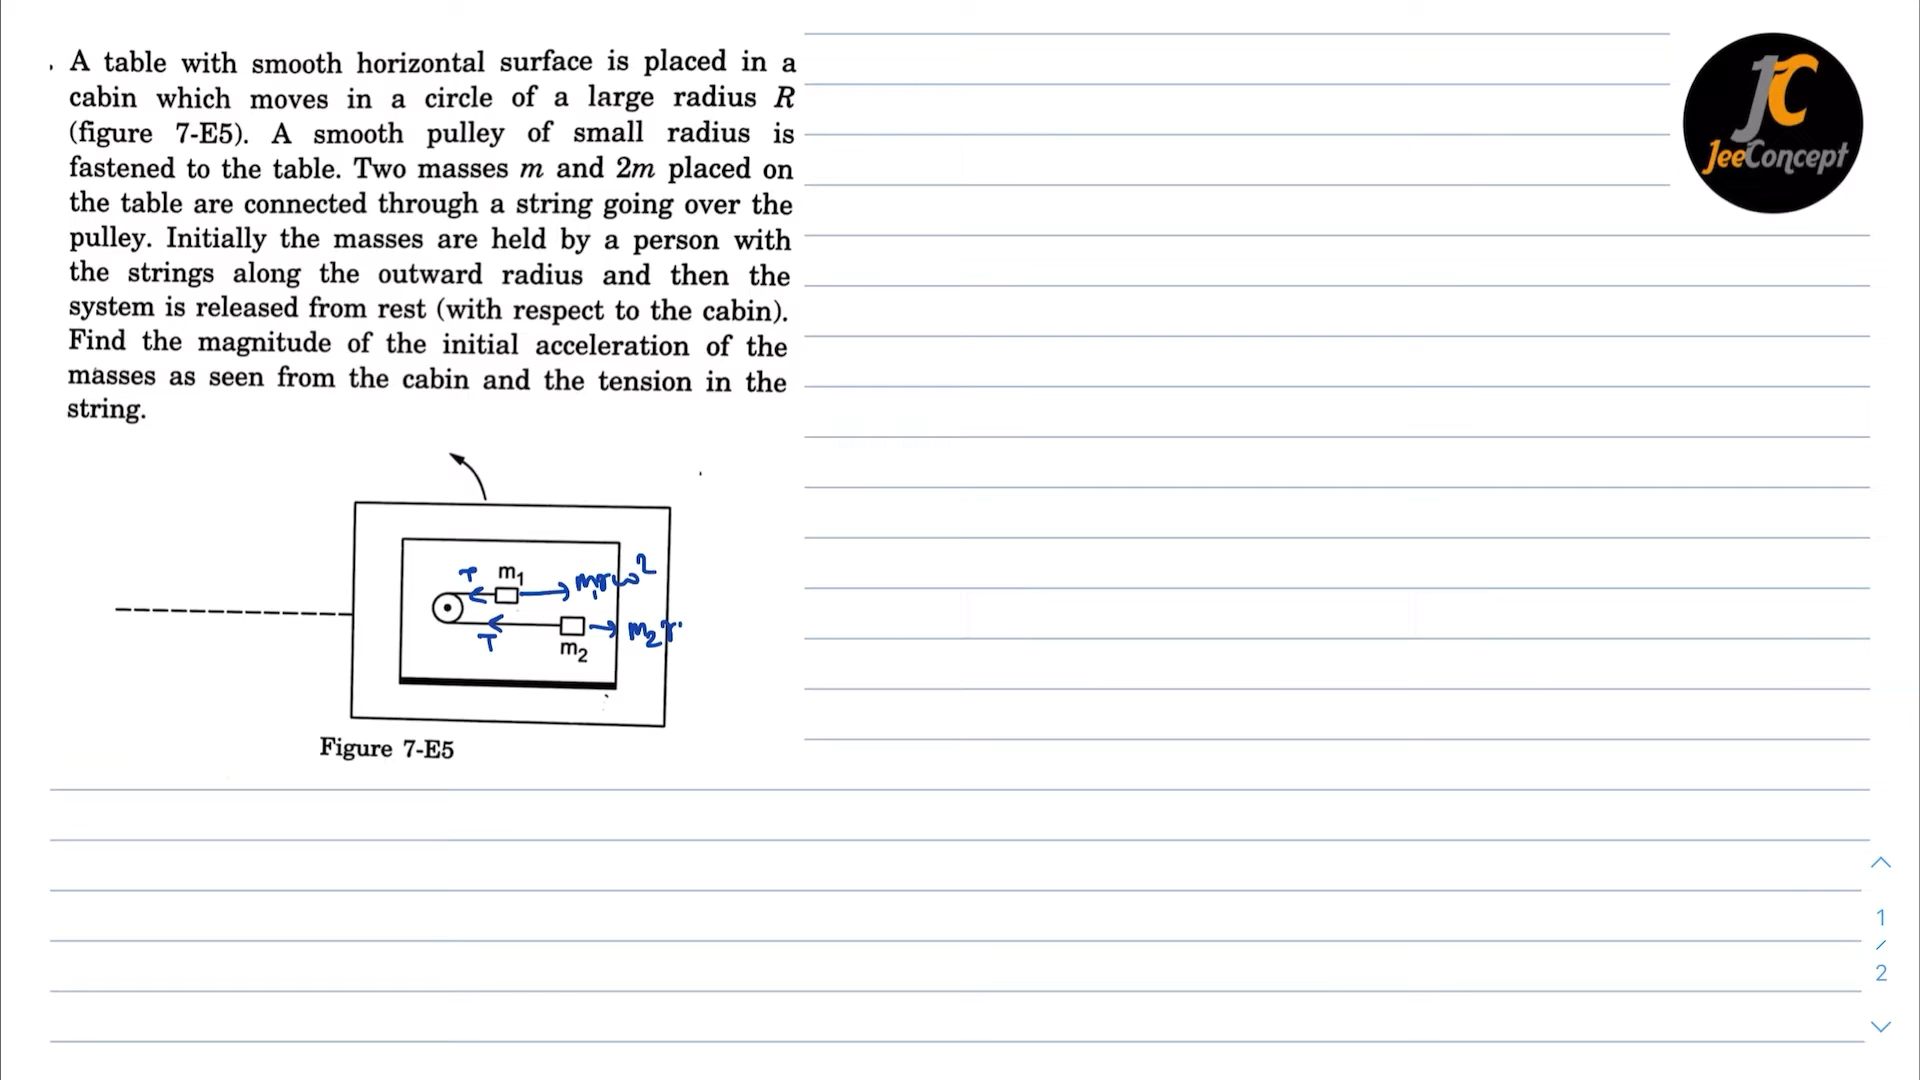 A table with smooth horizontal surface is placed in a
cabin which moves in a circle of a large radius R
(figure 7-E5). A smooth pulley of small radius is
fastened to the table. Two masses m and 2m placed on
the table are connected through a string going over the
pulley. Initially the masses are held by a person with
the strings along the outward radius and then the
system is released from rest (with respect to the cabin).
Find the magnitude of the initial acceleration of the
masses as seen from the cabin and the tension in the
string.
JC
JeeConcept
T
m₁
m₁rω²
T
m₂
m₂r
Figure 7-E5
1
/
2